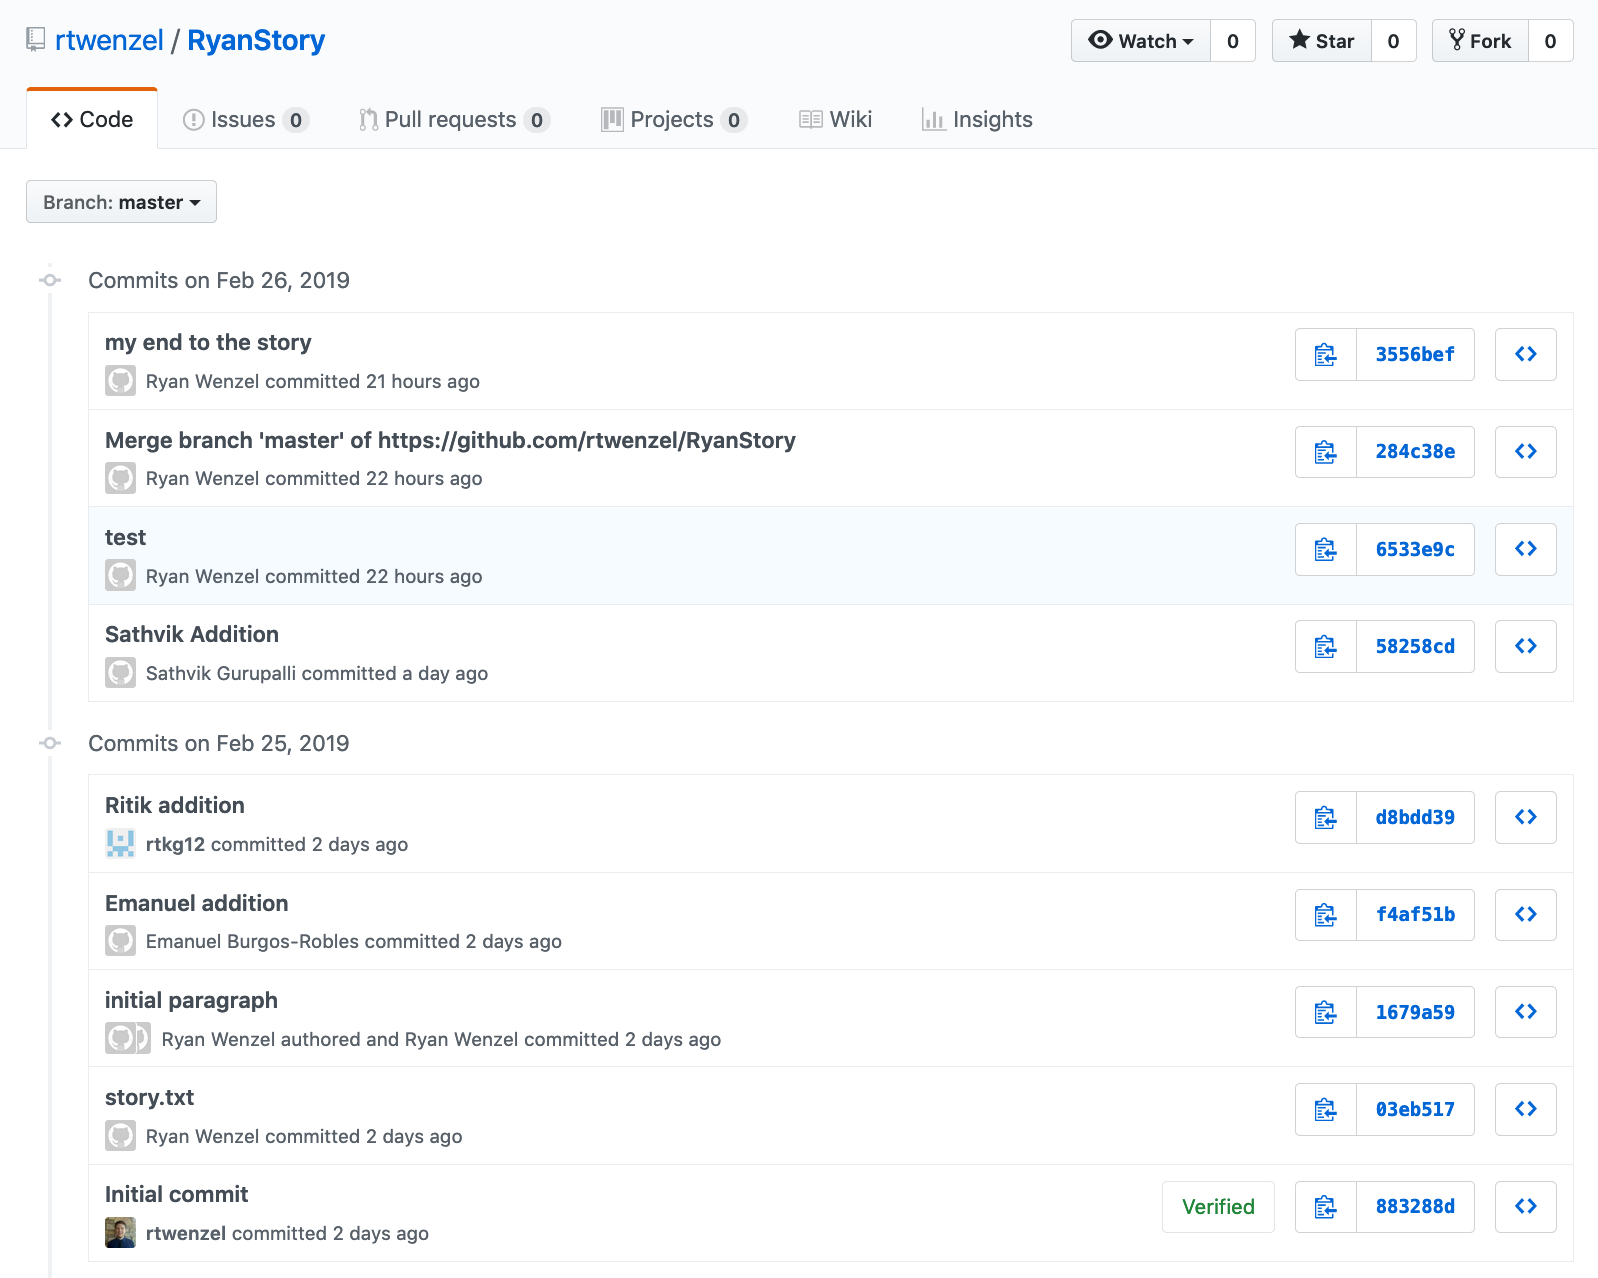 rtwenzel / RyanStory
Watch 0 Star 0 Fork 0
Code Issues 0 Pull requests 0 Projects 0 Wiki Insights
Branch: master
Commits on Feb 26, 2019
my end to the story
Ryan Wenzel committed 21 hours ago
3556bef
Merge branch 'master' of https://github.com/rtwenzel/RyanStory
Ryan Wenzel committed 22 hours ago
284c38e
test
Ryan Wenzel committed 22 hours ago
6533e9c
Sathvik Addition
Sathvik Gurupalli committed a day ago
58258cd
Commits on Feb 25, 2019
Ritik addition
rtkg12 committed 2 days ago
d8bdd39
Emanuel addition
Emanuel Burgos-Robles committed 2 days ago
f4af51b
initial paragraph
Ryan Wenzel authored and Ryan Wenzel committed 2 days ago
1679a59
story.txt
Ryan Wenzel committed 2 days ago
03eb517
Initial commit
rtwenzel committed 2 days ago
Verified 883288d